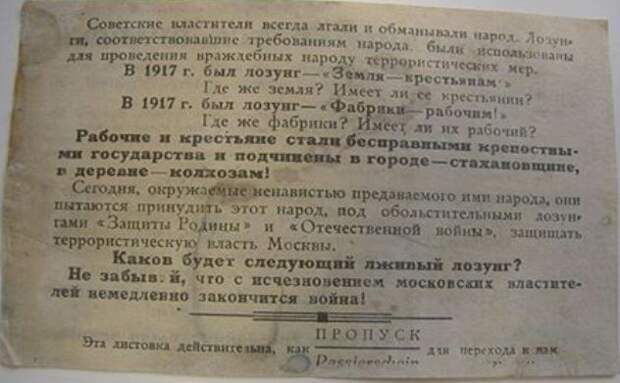 Советские властители всегда лгали и обманывали народ. Лозун-
ги, соответствовавшие требованиям народа. были использованы
для проведения враждебных народу террористических мер.
В 1917 г. был лозунг—«Земля—крестьянам»
Где же земля? Имеет ли ее крестьянин?
В 1917 г. был лозунг—«Фабрики—рабочим!»
Где же фабрики? Имеет ли их рабочий?
Рабочие и крестьяне стали бесправными крепостны-
ми государства и подчинены в городе—стахановщине,
в деревне—колхозам!
Сегодня, окружаемые ненавистью предаваемого ими народа, они
пытаются принудить этот народ, под обольстительными лозун-
гами «Защиты Родины» и «Отечественной войны», защищать
террористическую власть Москвы.
Каков будет следующий лживый лозунг?
Не забыв.й, что с исчезновением московских властите-
лей немедленно закончится война!
ПРОПУСК
Эта листовка действительна, как для перехода к нам
Passierschein